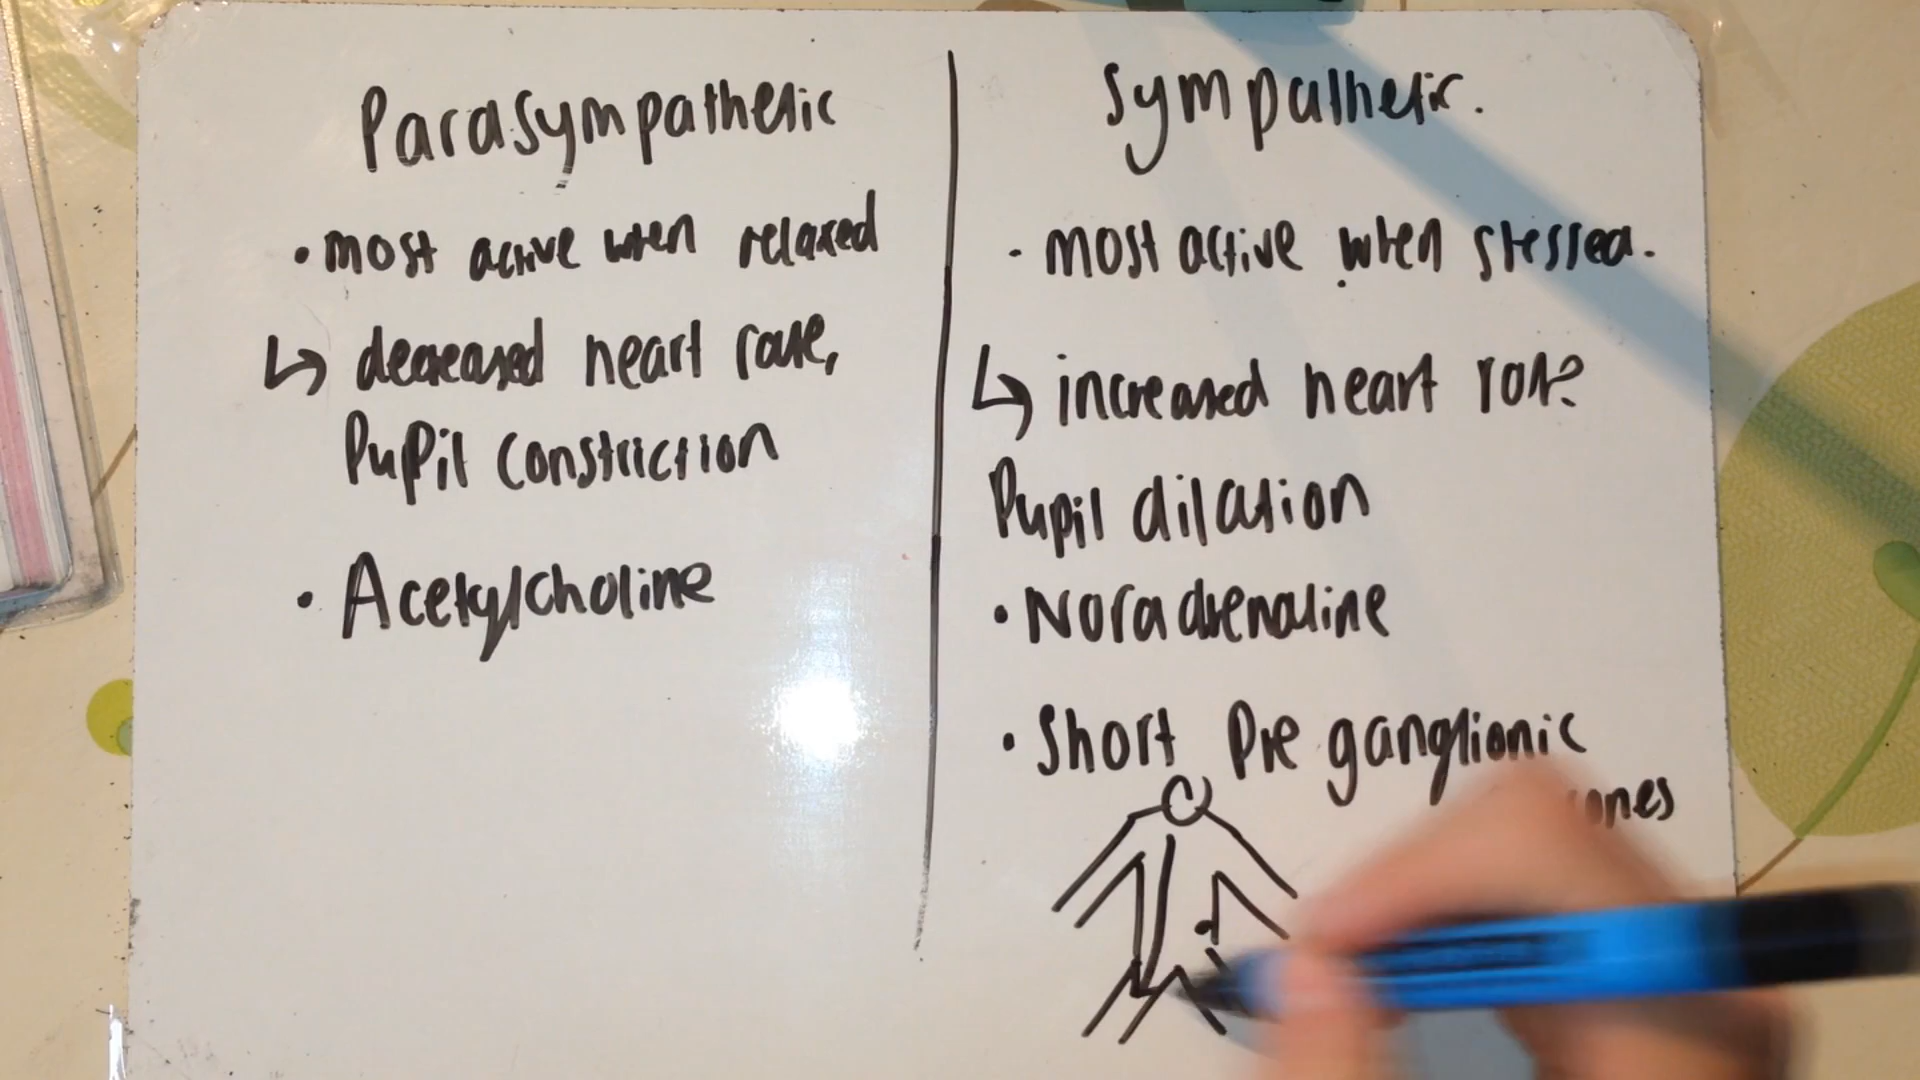 Parasympathetic
• most active when relaxed
↳ decreased heart rate,
Pupil constriction
• Acetylcholine
Sympathetic.
- most active when stressed.
↳ increased heart rate
Pupil dilation
• Noradrenaline
• Short Pre ganglionic